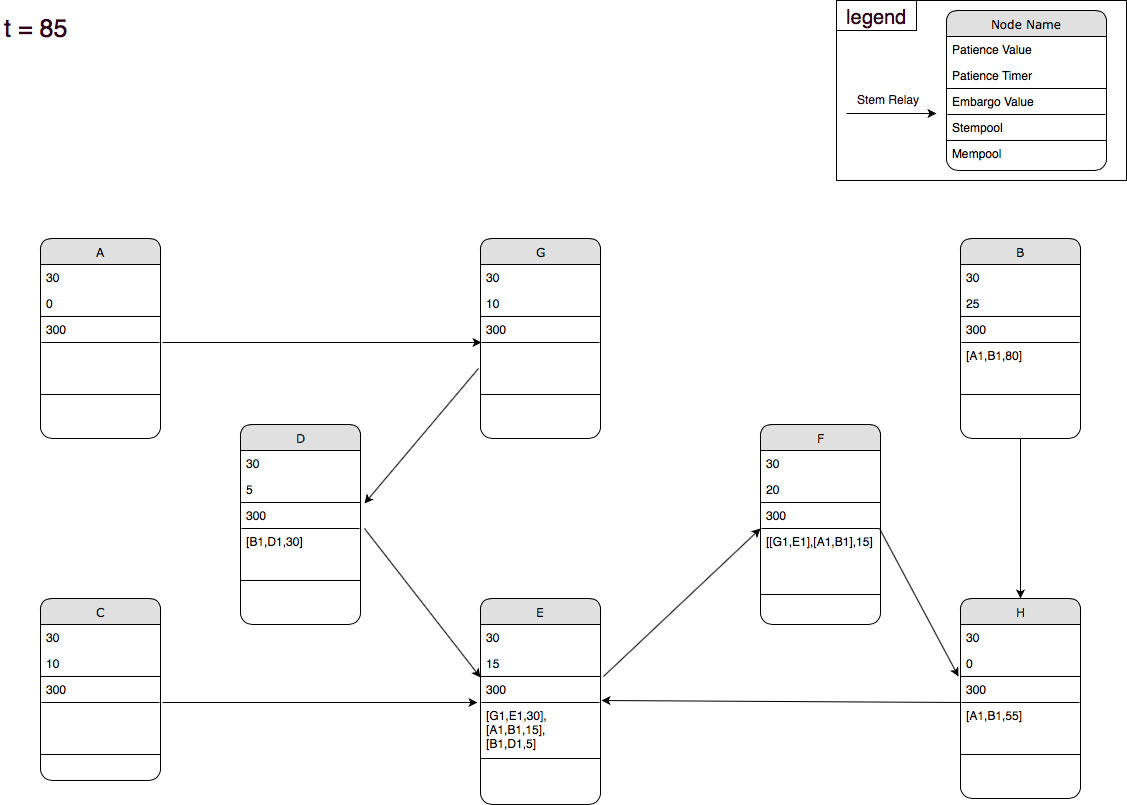 t = 85
legend
Node Name
Patience Value
Patience Timer
Stem Relay
Embargo Value
Stempool
Mempool
A
30
0
300
G
30
10
300
B
30
25
300
[A1,B1,80]
D
30
5
300
[B1,D1,30]
F
30
20
300
[[G1,E1],[A1,B1],15]
C
30
10
300
E
30
15
300
[G1,E1,30],
[A1,B1,15],
[B1,D1,5]
H
30
0
300
[A1,B1,55]